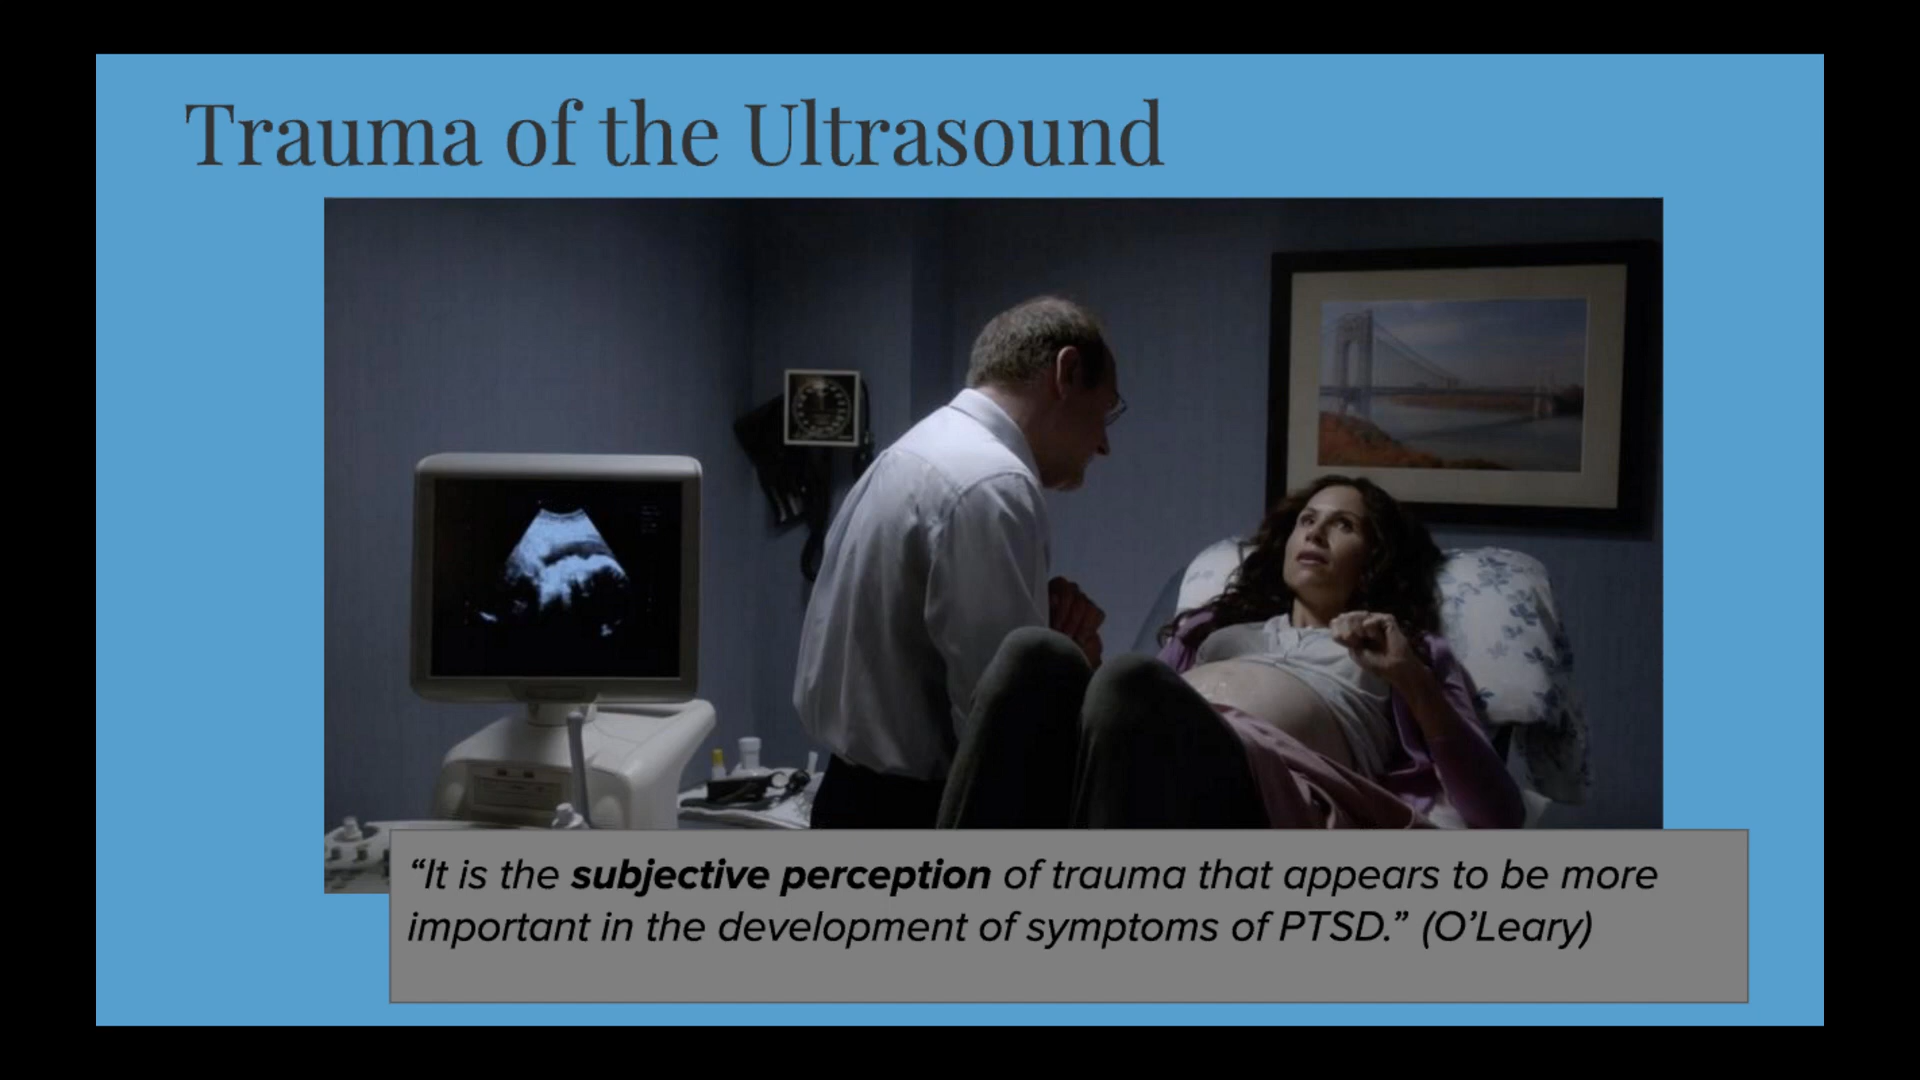 Trauma of the Ultrasound
“It is the subjective perception of trauma that appears to be more
important in the development of symptoms of PTSD.” (O’Leary)